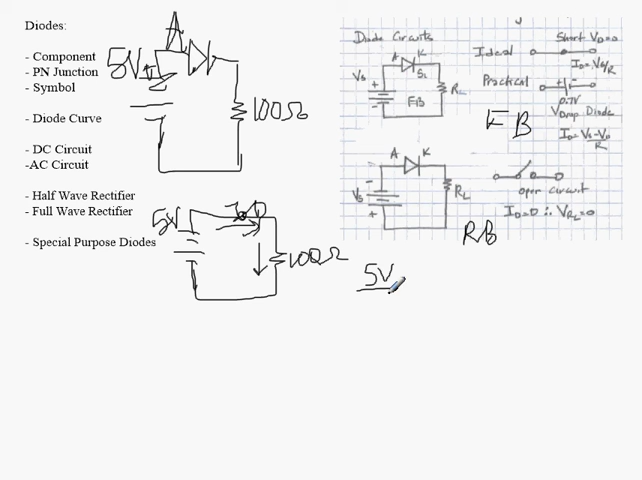 Diodes:
- Component
- PN Junction
- Symbol
- Diode Curve
- DC Circuit
-AC Circuit
- Half Wave Rectifier
- Full Wave Rectifier
- Special Purpose Diodes
A
5V
100Ω
5V
100Ω
5V
Diode Circuits
A K
Vs
+
Si
RL
FB
A K
Vs
-
+
RL
Short VD=0
Ideal
ID=Vs/R
Practical
+ -
0.7V
VDrop Diode
FB
ID=Vs-VD
R
open circuit
ID=0 ∴ VRL=0
RB